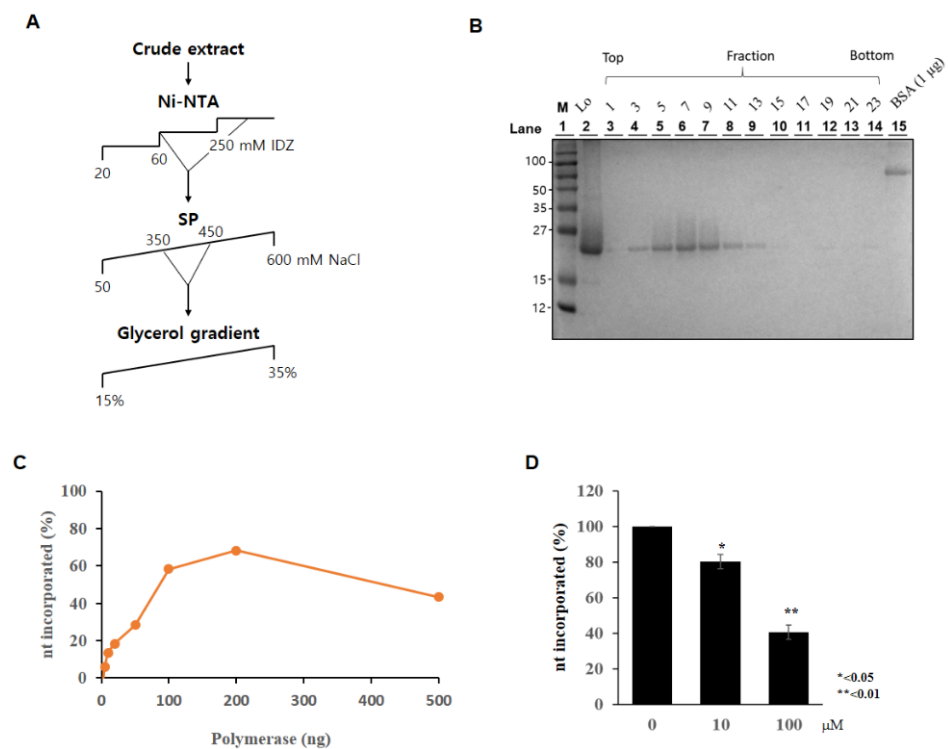 A
Crude extract
Ni-NTA
20
60
250 mM IDZ
SP
50
350
450
600 mM NaCl
Glycerol gradient
15%
35%
B
Top
Fraction
Bottom
M Lo 1 3 5 7 9 11 13 15 17 19 21 23 BSA (1 µg)
Lane 1 2 3 4 5 6 7 8 9 10 11 12 13 14 15
100
50
35
27
15
12
C
nt incorporated (%)
100
80
60
40
20
0
0 100 200 300 400 500
Polymerase (ng)
D
nt incorporated (%)
120
100
80
60
40
20
0
*
**
*<0.05
**<0.01
0 10 100 µM